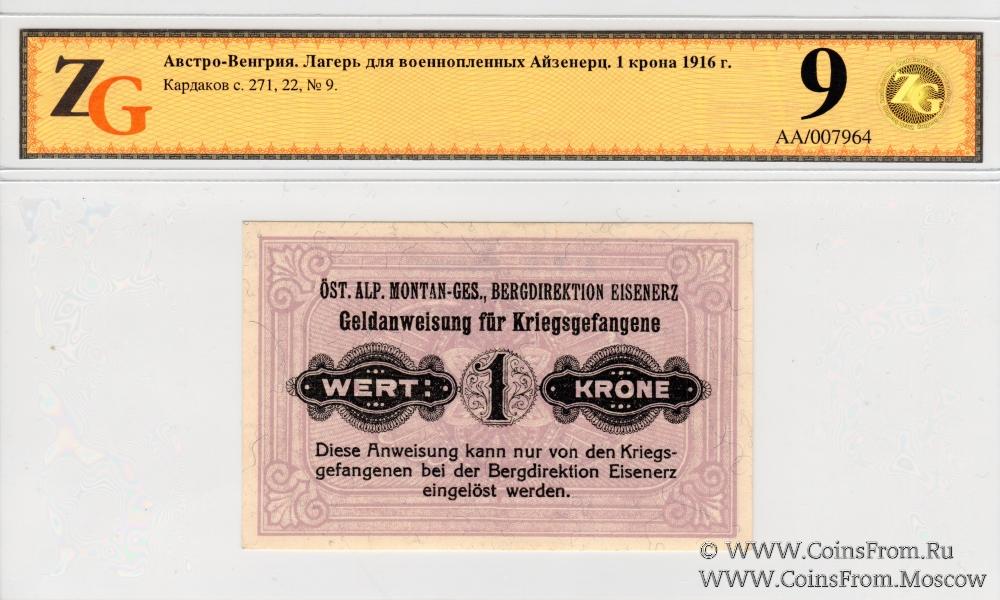 ZG
Австро-Венгрия. Лагерь для военнопленных Айзенерц. 1 крона 1916 г.
Кардаков с. 271, 22, № 9.
9
ZG
AA/007964
ÖST. ALP. MONTAN-GES., BERGDIREKTION EISENERZ
Geldanweisung für Kriegsgefangene
WERT: 1 KRONE
Diese Anweisung kann nur von den Kriegs-
gefangenen bei der Bergdirektion Eisenerz
eingelöst werden.
© WWW.CoinsFrom.Ru
WWW.CoinsFrom.Moscow